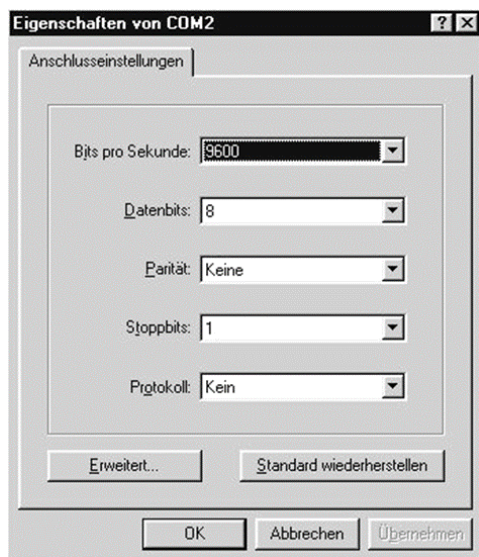 Eigenschaften von COM2
Anschlusseinstellungen
Bits pro Sekunde: 9600
Datenbits: 8
Parität: Keine
Stoppbits: 1
Protokoll: Kein
Erweitert...
Standard wiederherstellen
OK
Abbrechen
Übernehmen